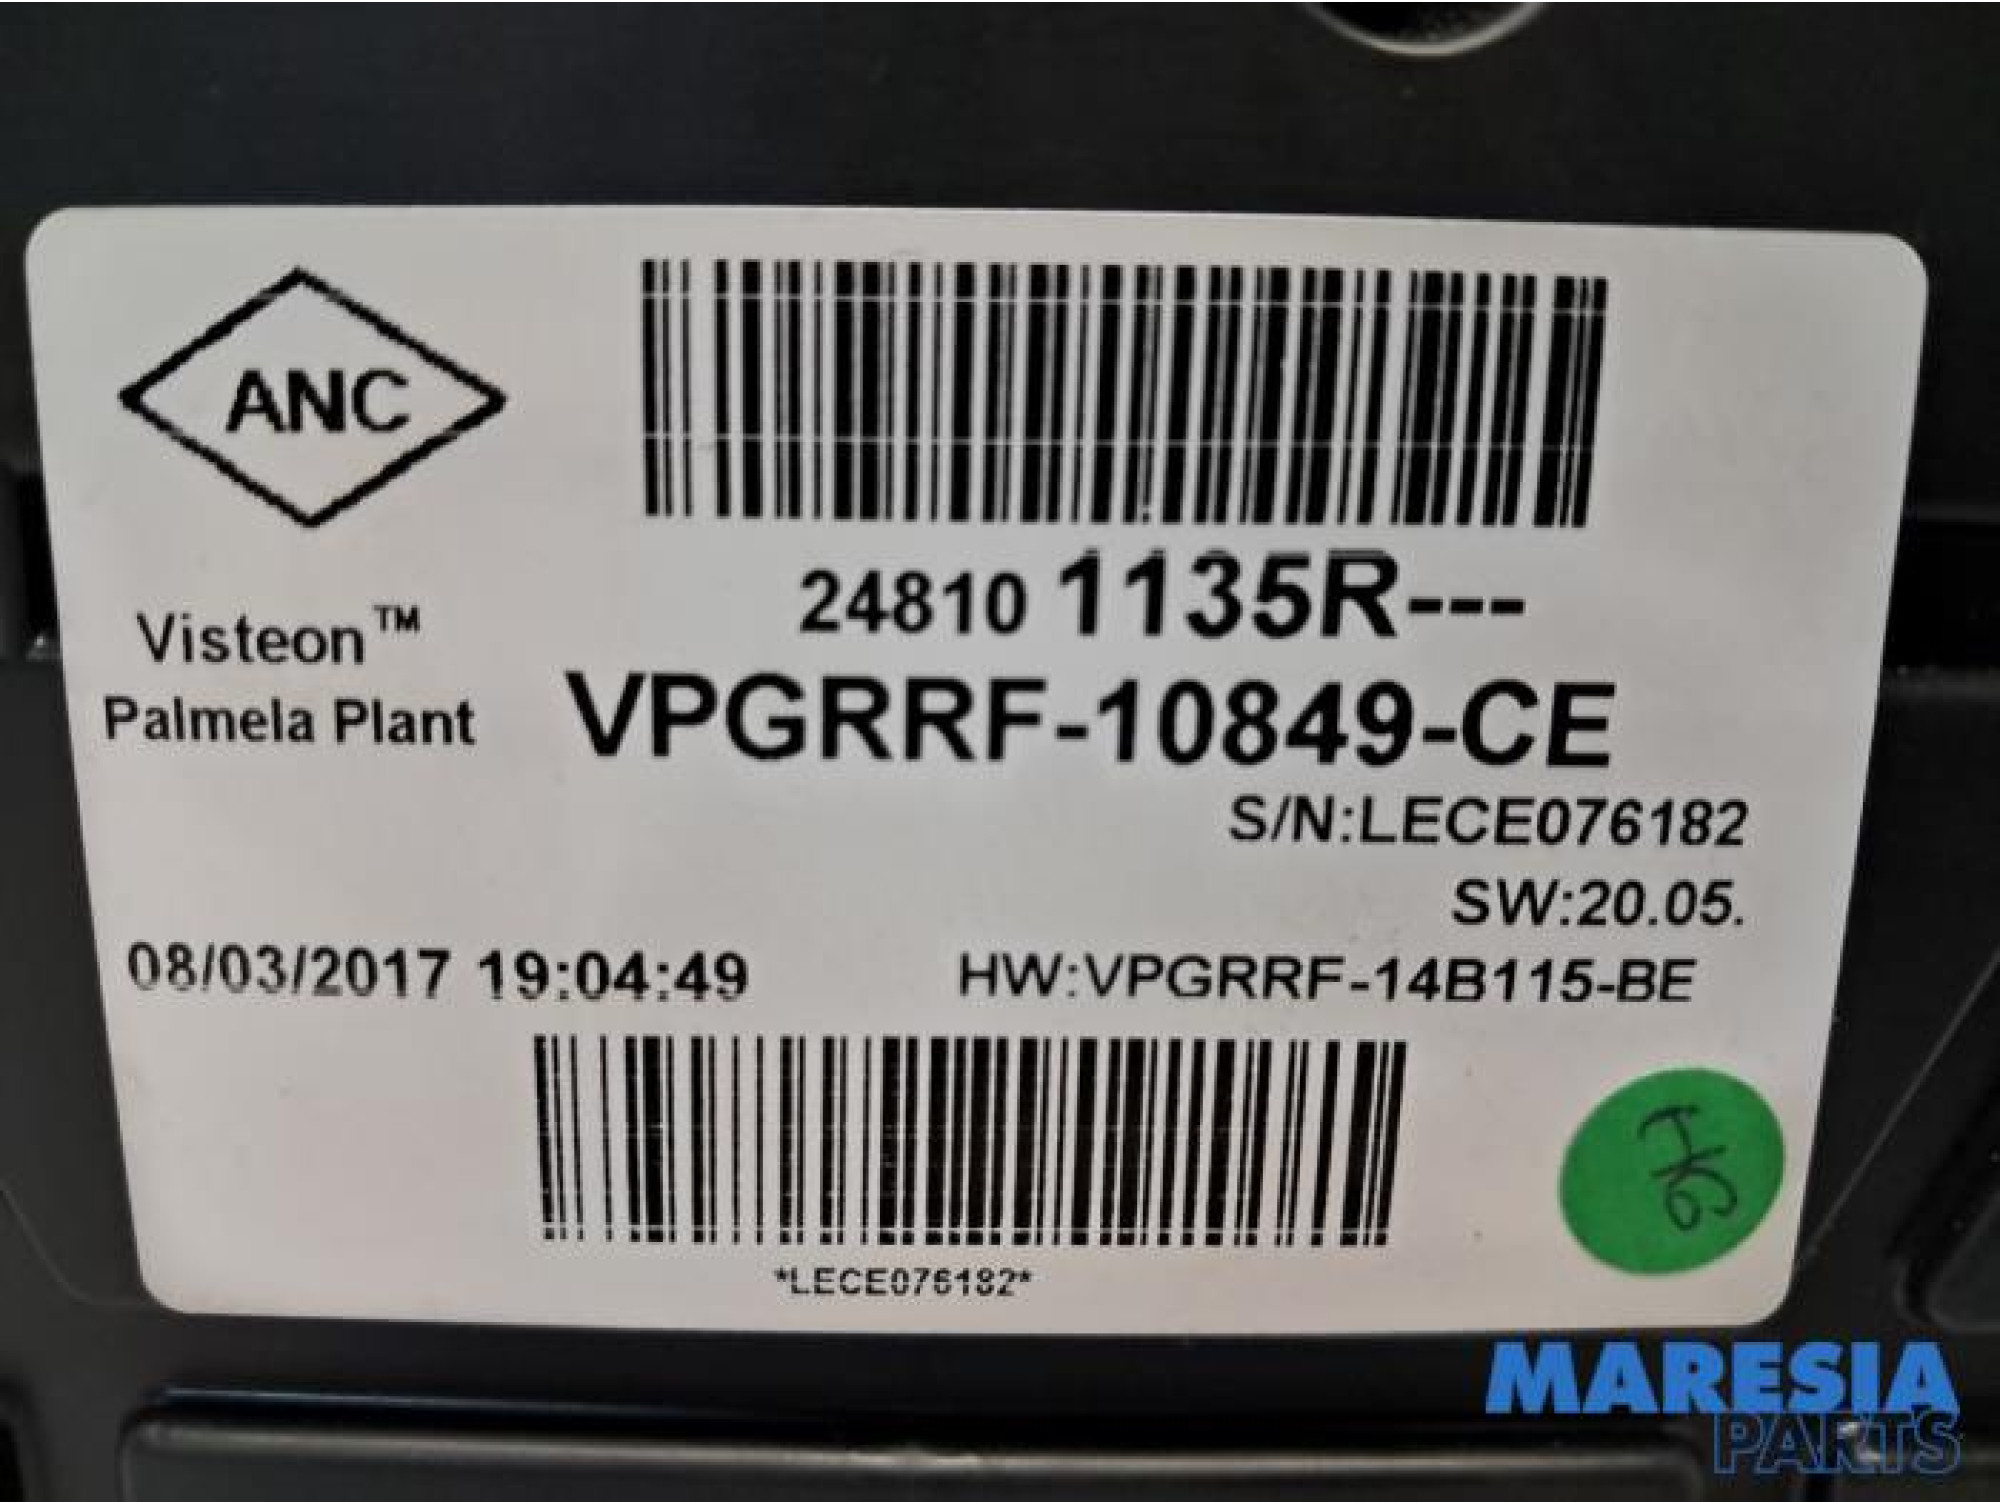 ANC
Visteon™
Palmela Plant
24810 1135R---
VPGRRF-10849-CE
S/N:LECE076182
SW:20.05.
08/03/2017 19:04:49
HW:VPGRRF-14B115-BE
*LECE076182*
HG
MARESIA
PARTS